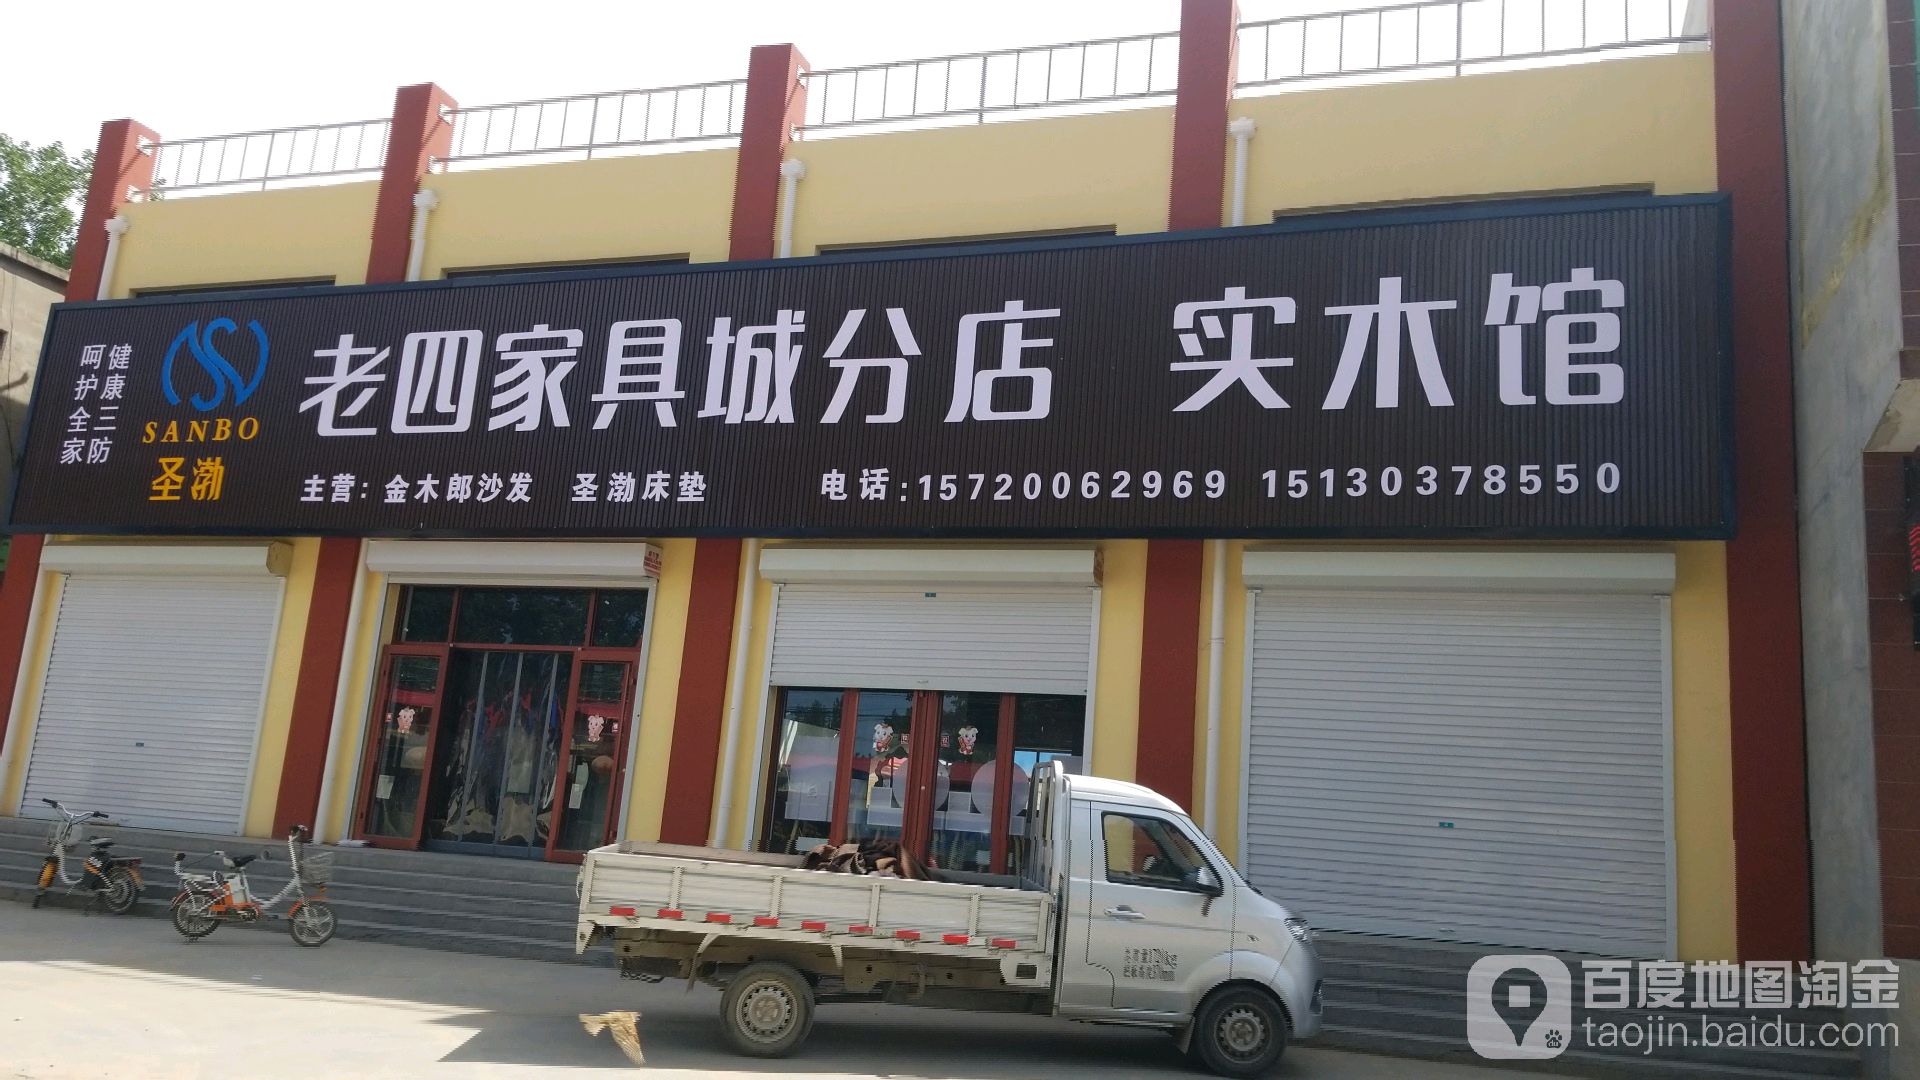 健康三防
呵护全家
SANBO
圣渤
老四家具城分店 实木馆
主营:金木郎沙发 圣渤床垫
电话:15720062969 15130378550
百度地图淘金
taojin.baidu.com